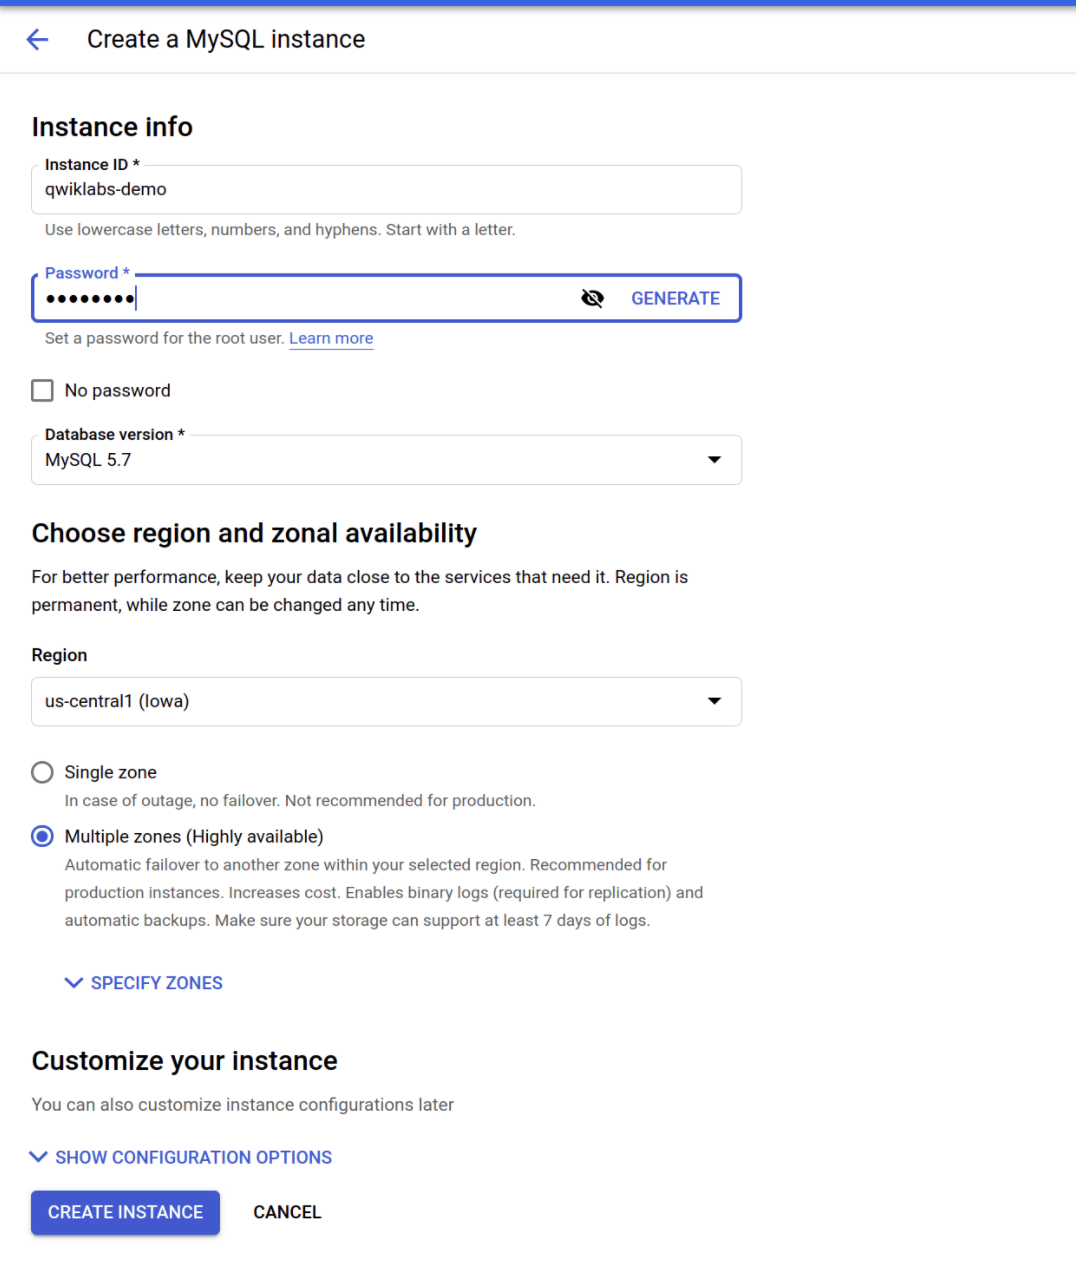 Create a MySQL instance
Instance info
Instance ID *
qwiklabs-demo
Use lowercase letters, numbers, and hyphens. Start with a letter.
Password *
••••••••
GENERATE
Set a password for the root user. Learn more
No password
Database version *
MySQL 5.7
Choose region and zonal availability
For better performance, keep your data close to the services that need it. Region is
permanent, while zone can be changed any time.
Region
us-central1 (Iowa)
Single zone
In case of outage, no failover. Not recommended for production.
Multiple zones (Highly available)
Automatic failover to another zone within your selected region. Recommended for
production instances. Increases cost. Enables binary logs (required for replication) and
automatic backups. Make sure your storage can support at least 7 days of logs.
SPECIFY ZONES
Customize your instance
You can also customize instance configurations later
SHOW CONFIGURATION OPTIONS
CREATE INSTANCE CANCEL